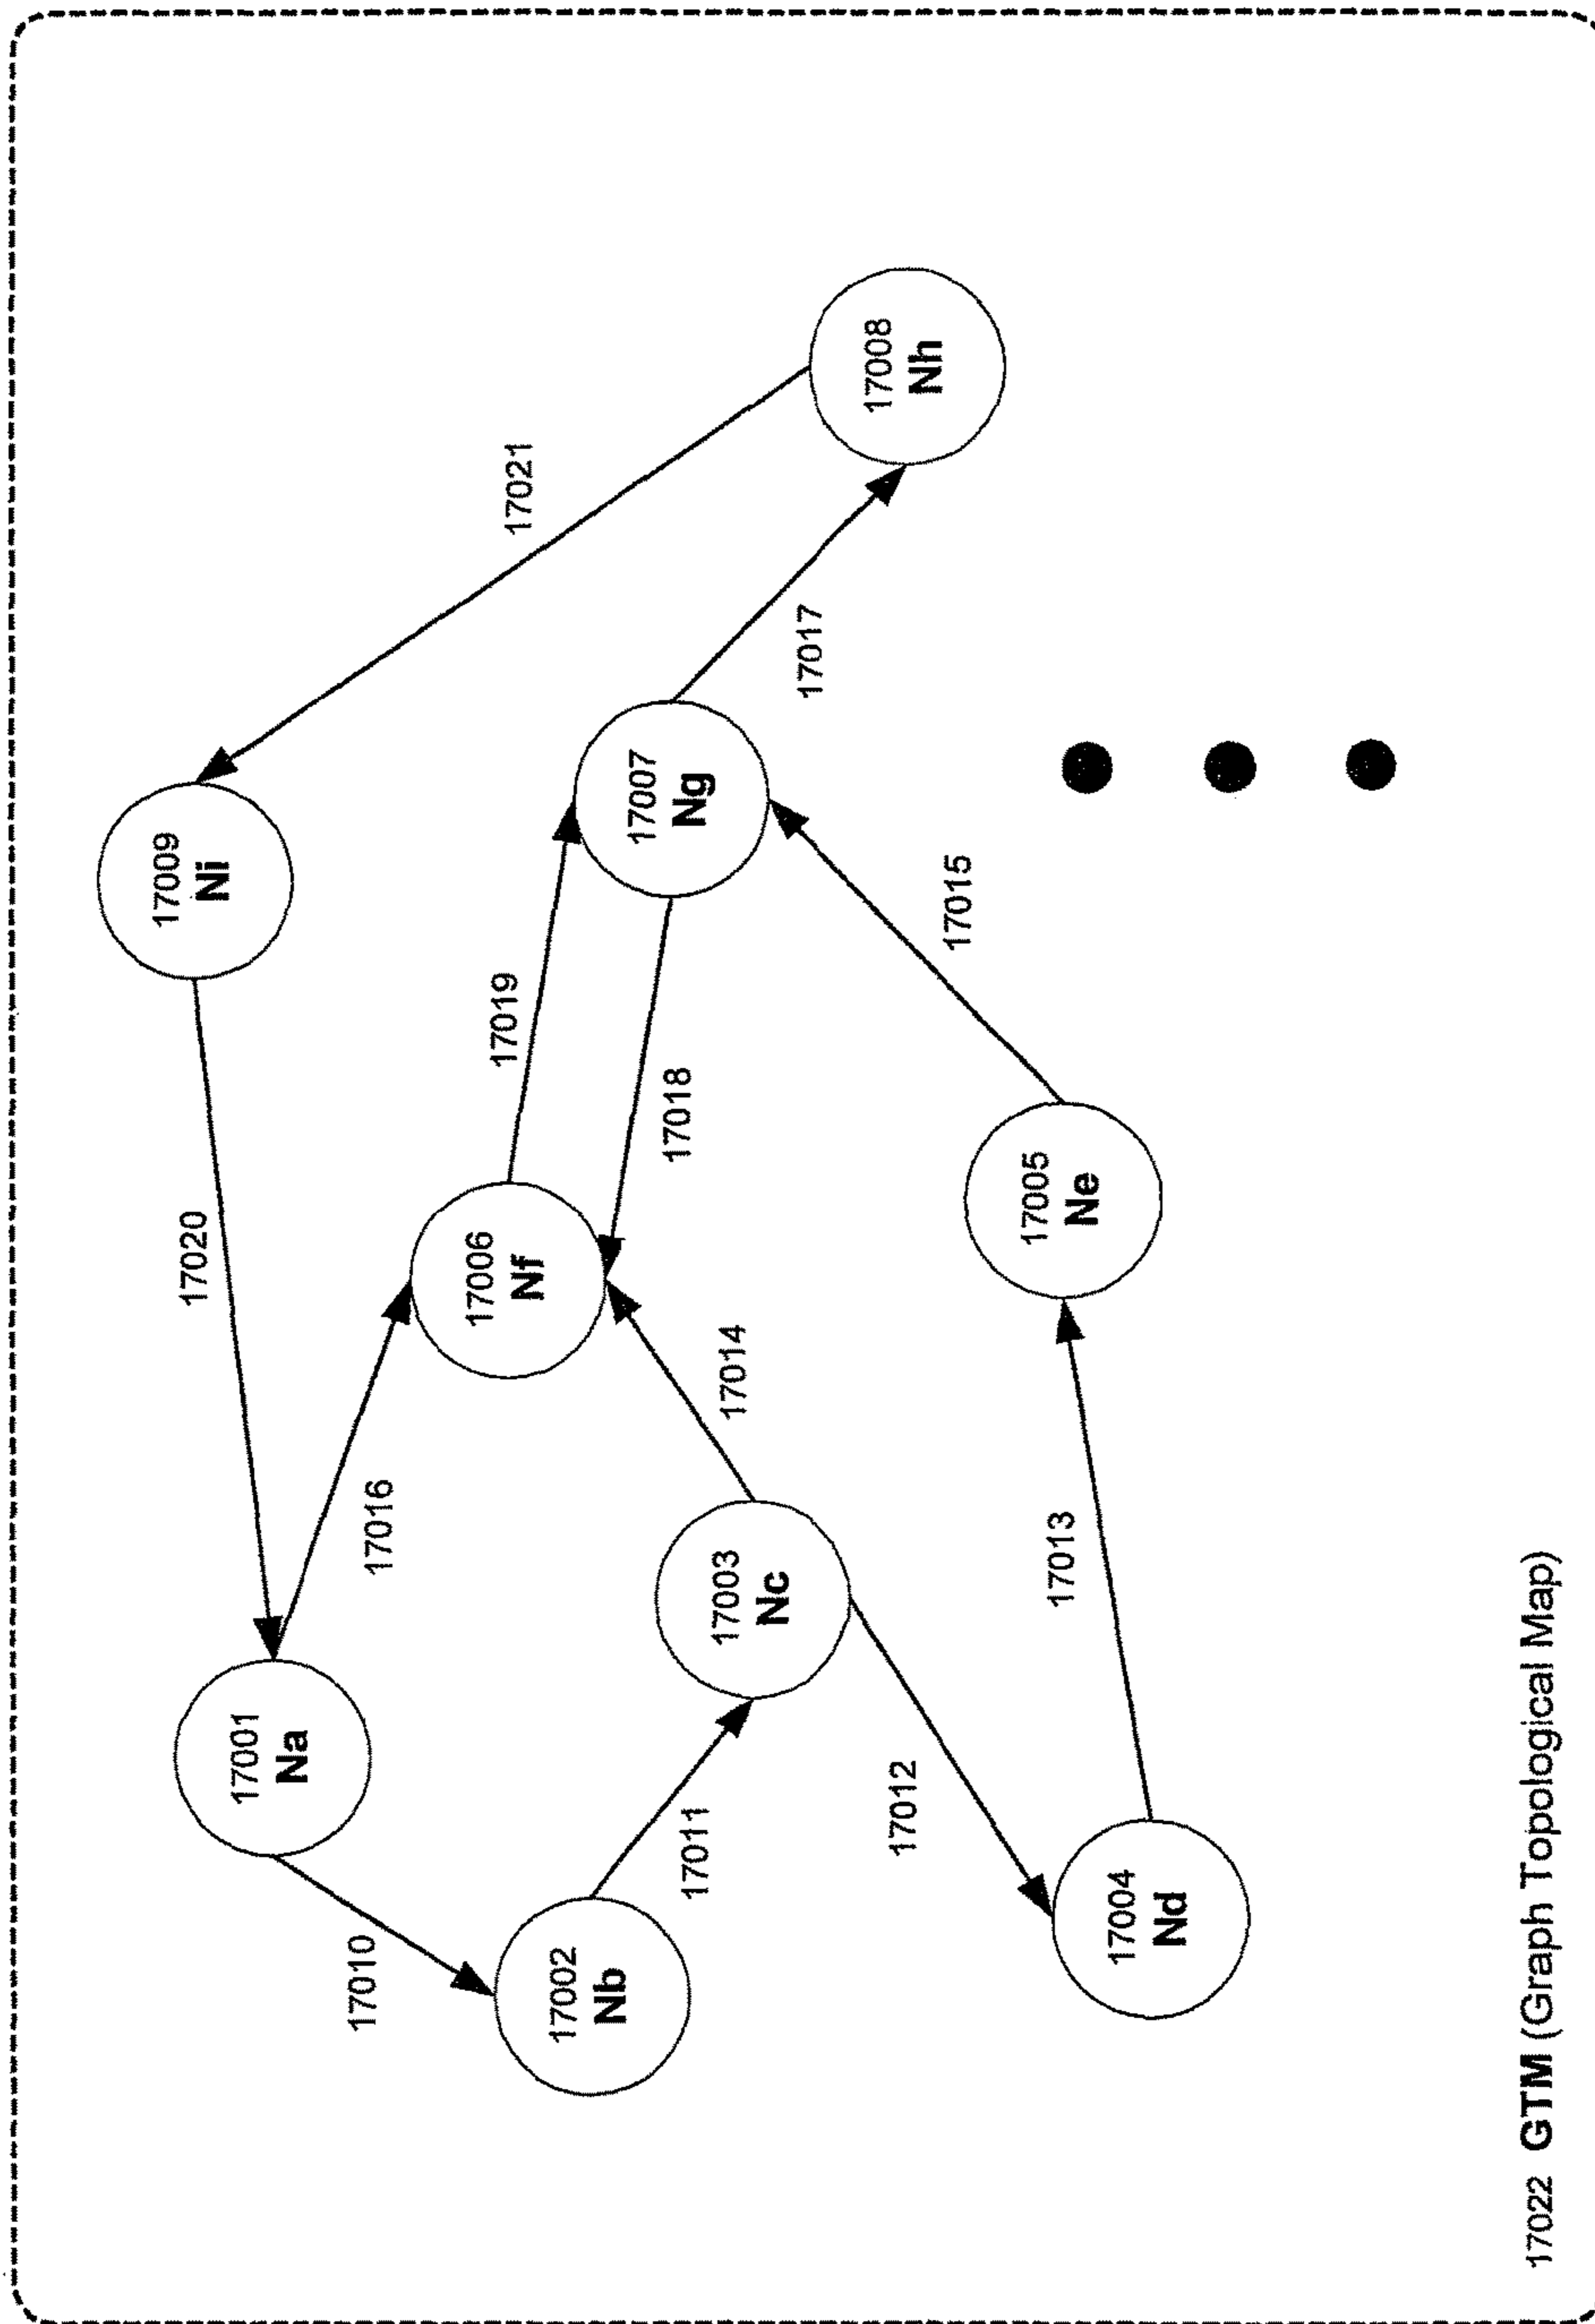 17009
Ni
17020
17021
17001
Na
17016
17006
Nf
17019
17010
17018
17007
Ng
17002
Nb
17011
17003
Nc
17014
17017
17008
Nh
17012
17015
17005
Ne
17013
17004
Nd
17022 GTM (Graph Topological Map)